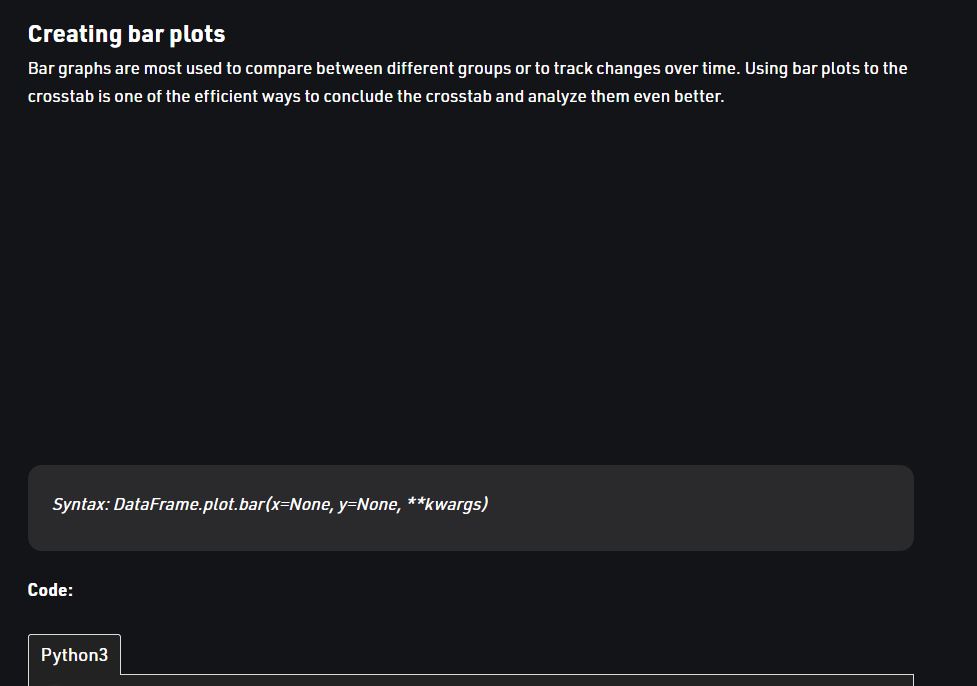 Creating bar plots
Bar graphs are most used to compare between different groups or to track changes over time. Using bar plots to the
crosstab is one of the efficient ways to conclude the crosstab and analyze them even better.
Syntax: DataFrame.plot.bar(x=None, y=None, **kwargs)
Code:
Python3